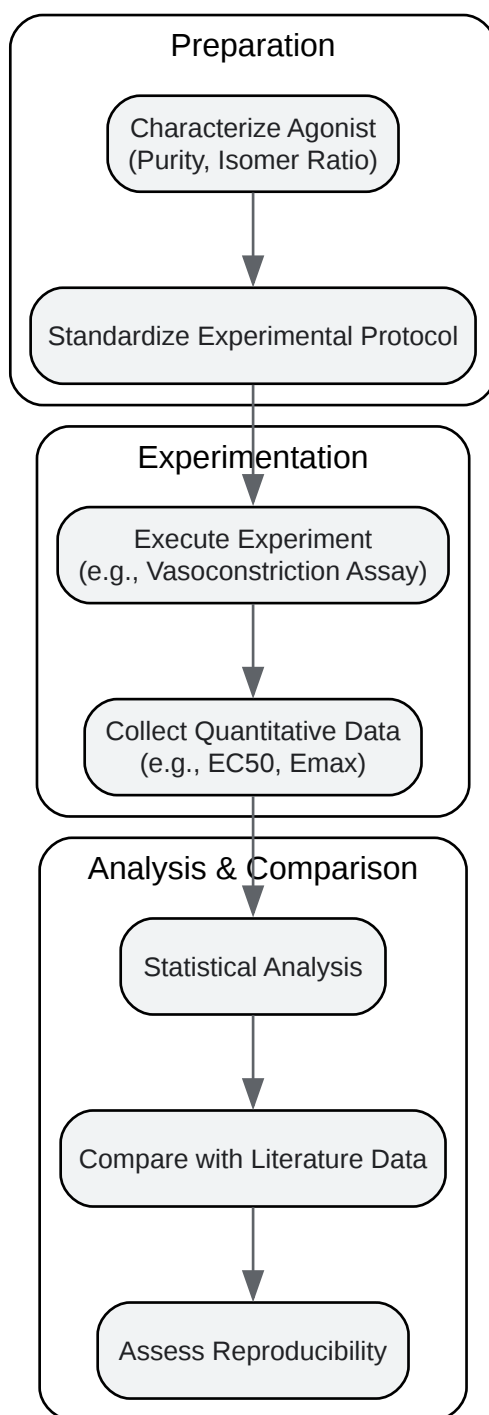 Preparation
Characterize Agonist
(Purity, Isomer Ratio)
Standardize Experimental Protocol
Experimentation
Execute Experiment
(e.g., Vasoconstriction Assay)
Collect Quantitative Data
(e.g., EC50, Emax)
Analysis & Comparison
Statistical Analysis
Compare with Literature Data
Assess Reproducibility